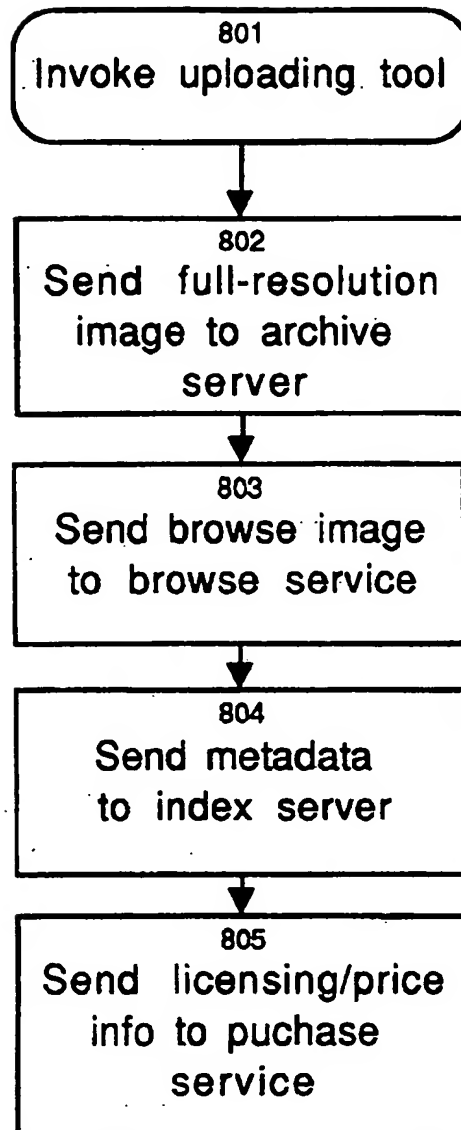 801
Invoke uploading tool
802
Send full-resolution
image to archive
server
803
Send browse image
to browse service
804
Send metadata
to index server
805
Send licensing/price
info to puchase
service